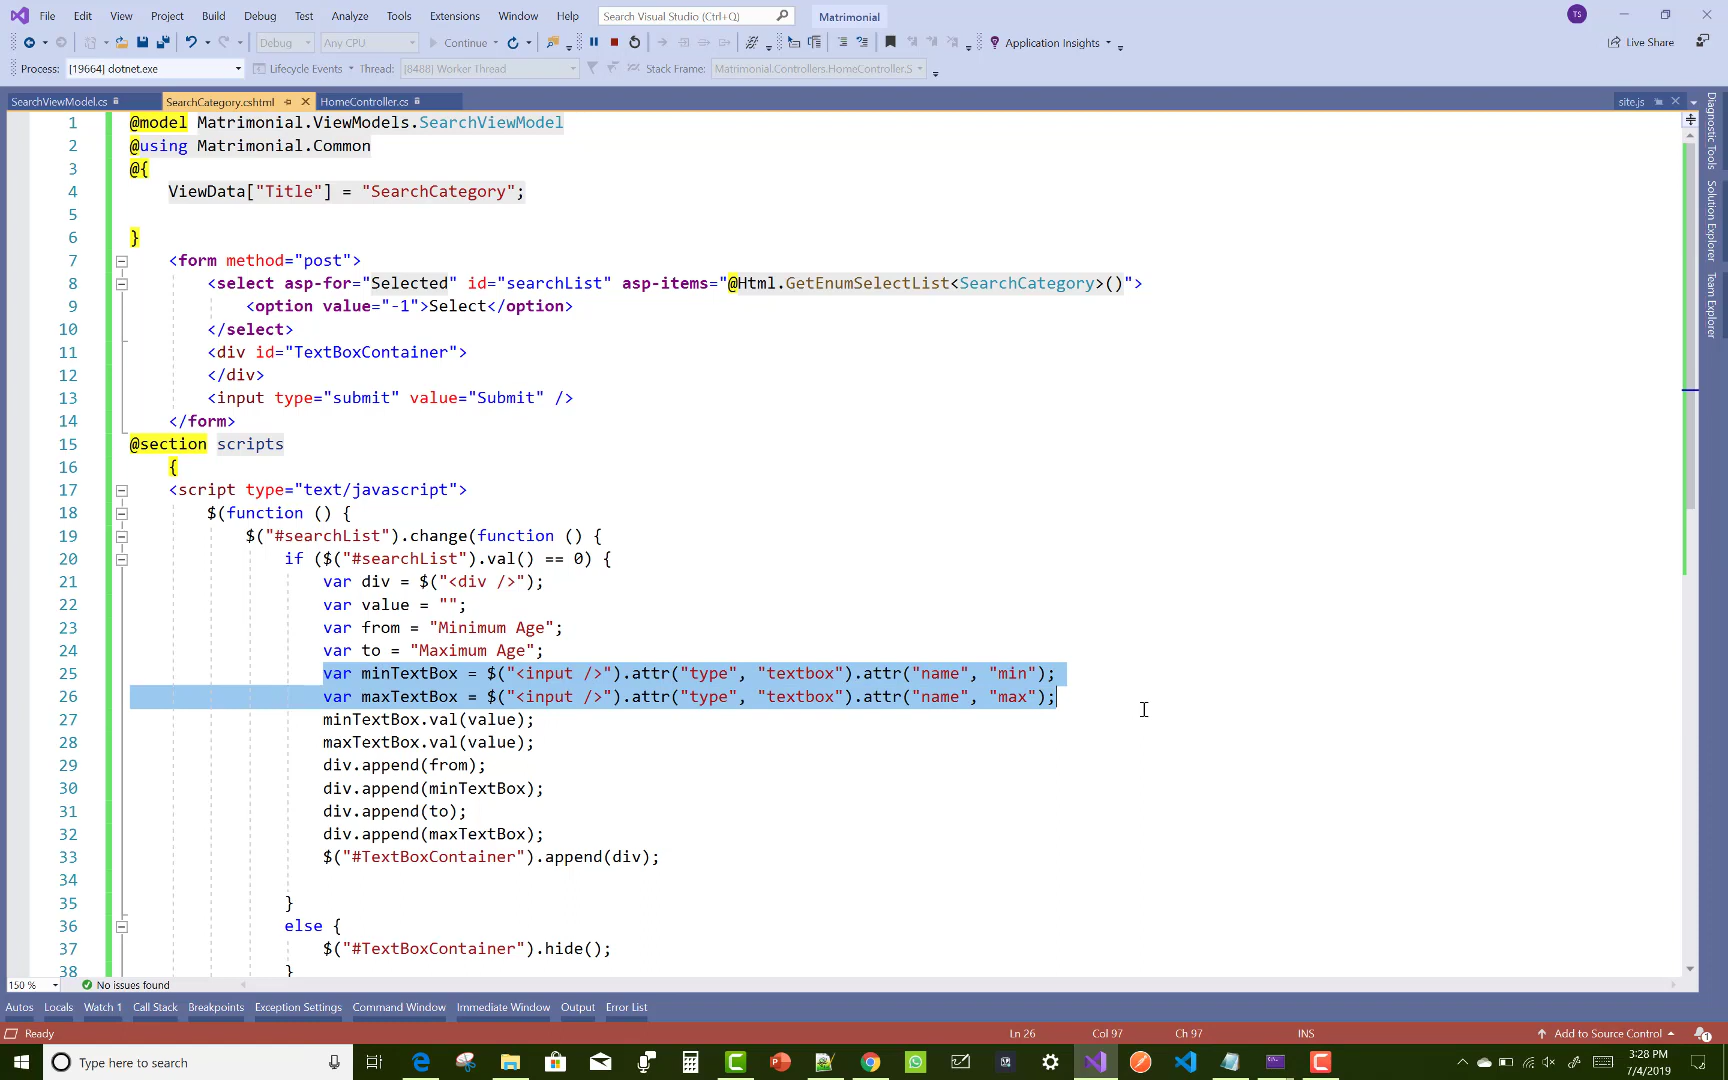 File Edit View Project Build Debug Test Analyze Tools Extensions Window Help Search Visual Studio (Ctrl+Q) Matrimonial TS
Debug Any CPU Continue Application Insights Live Share
Process: [19664] dotnet.exe Lifecycle Events Thread: [8488] Worker Thread Stack Frame: Matrimonial.Controllers.HomeController.S
SearchViewModel.cs SearchCategory.cshtml HomeController.cs site.js
1 @model Matrimonial.ViewModels.SearchViewModel
2 @using Matrimonial.Common
3 @{
4 ViewData["Title"] = "SearchCategory";
5
6 }
7 <form method="post">
8 <select asp-for="Selected" id="searchList" asp-items="@Html.GetEnumSelectList<SearchCategory>()">
9 <option value="-1">Select</option>
10 </select>
11 <div id="TextBoxContainer">
12 </div>
13 <input type="submit" value="Submit" />
14 </form>
15 @section scripts
16 {
17 <script type="text/javascript">
18 $(function () {
19 $("#searchList").change(function () {
20 if ($("#searchList").val() == 0) {
21 var div = $("<div />");
22 var value = "";
23 var from = "Minimum Age";
24 var to = "Maximum Age";
25 var minTextBox = $("<input />").attr("type", "textbox").attr("name", "min");
26 var maxTextBox = $("<input />").attr("type", "textbox").attr("name", "max");
27 minTextBox.val(value);
28 maxTextBox.val(value);
29 div.append(from);
30 div.append(minTextBox);
31 div.append(to);
32 div.append(maxTextBox);
33 $("#TextBoxContainer").append(div);
34
35 }
36 else {
37 $("#TextBoxContainer").hide();
38 }
Diagnostic Tools
Solution Explorer
Team Explorer
150 % No issues found
Autos Locals Watch 1 Call Stack Breakpoints Exception Settings Command Window Immediate Window Output Error List
Ready Ln 26 Col 97 Ch 97 INS Add to Source Control 1
Type here to search 3:28 PM
7/4/2019